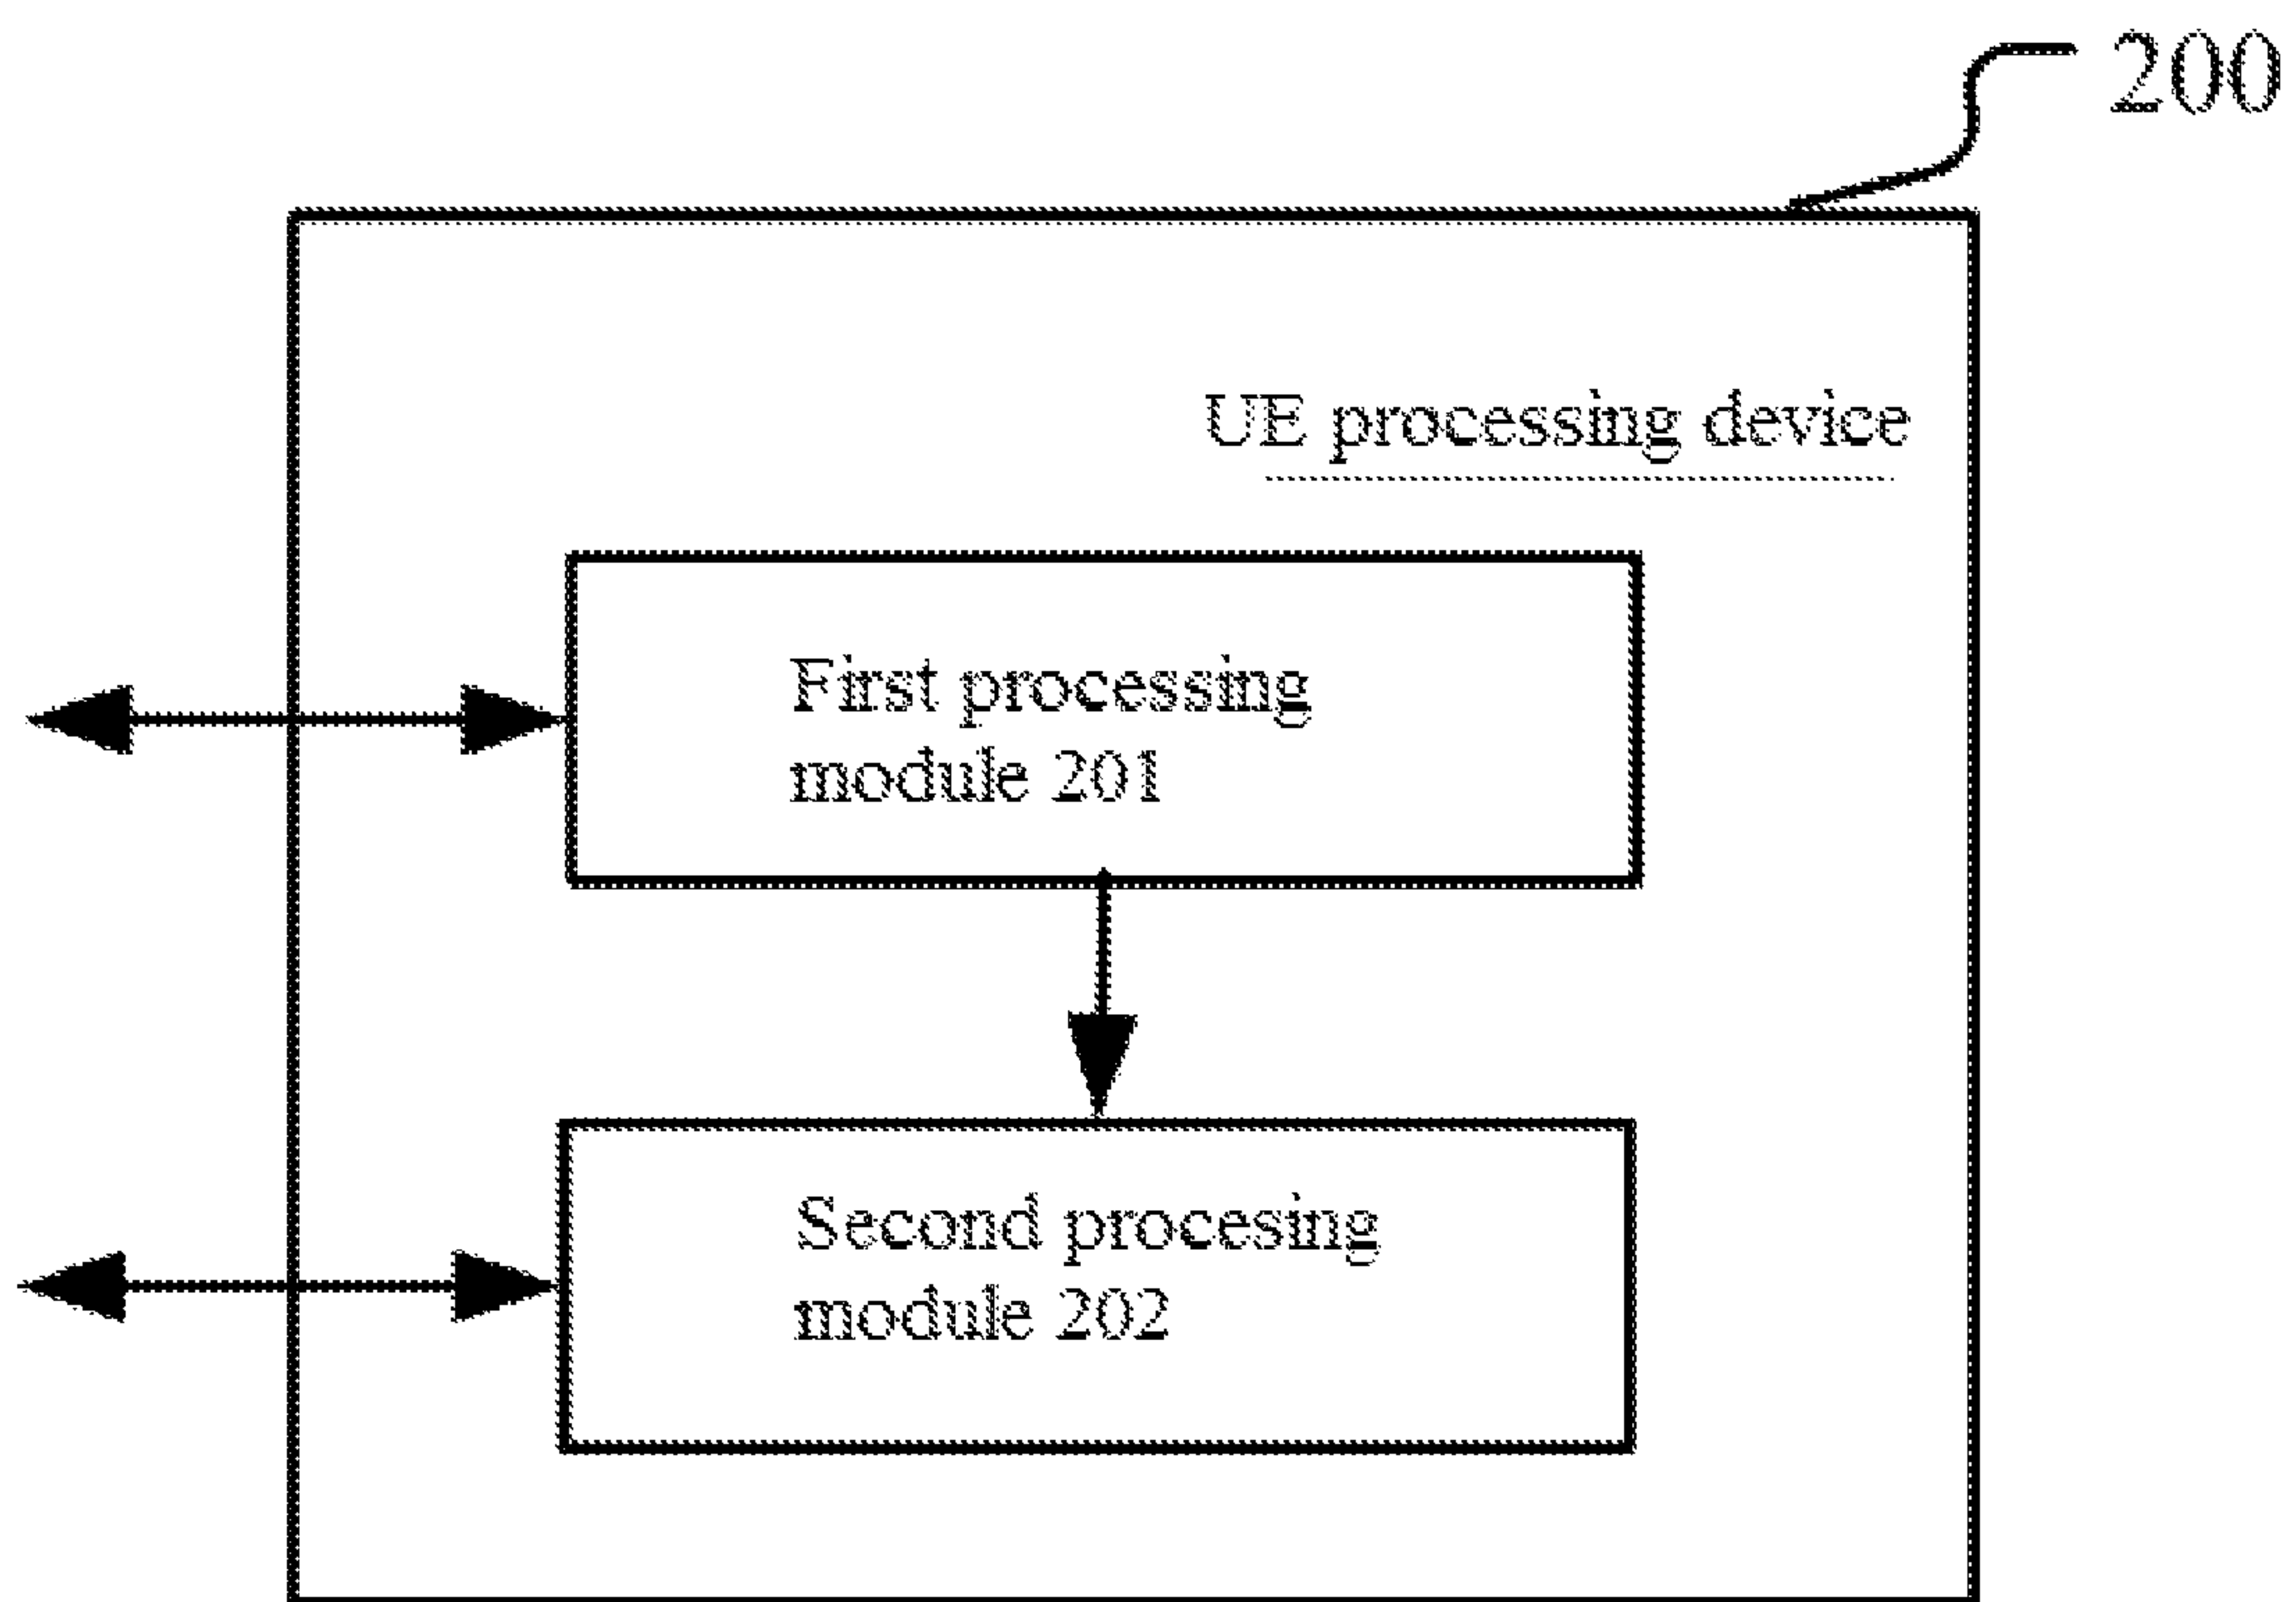 200
UE processing device
First processing
module 201
Second procesing
module 202